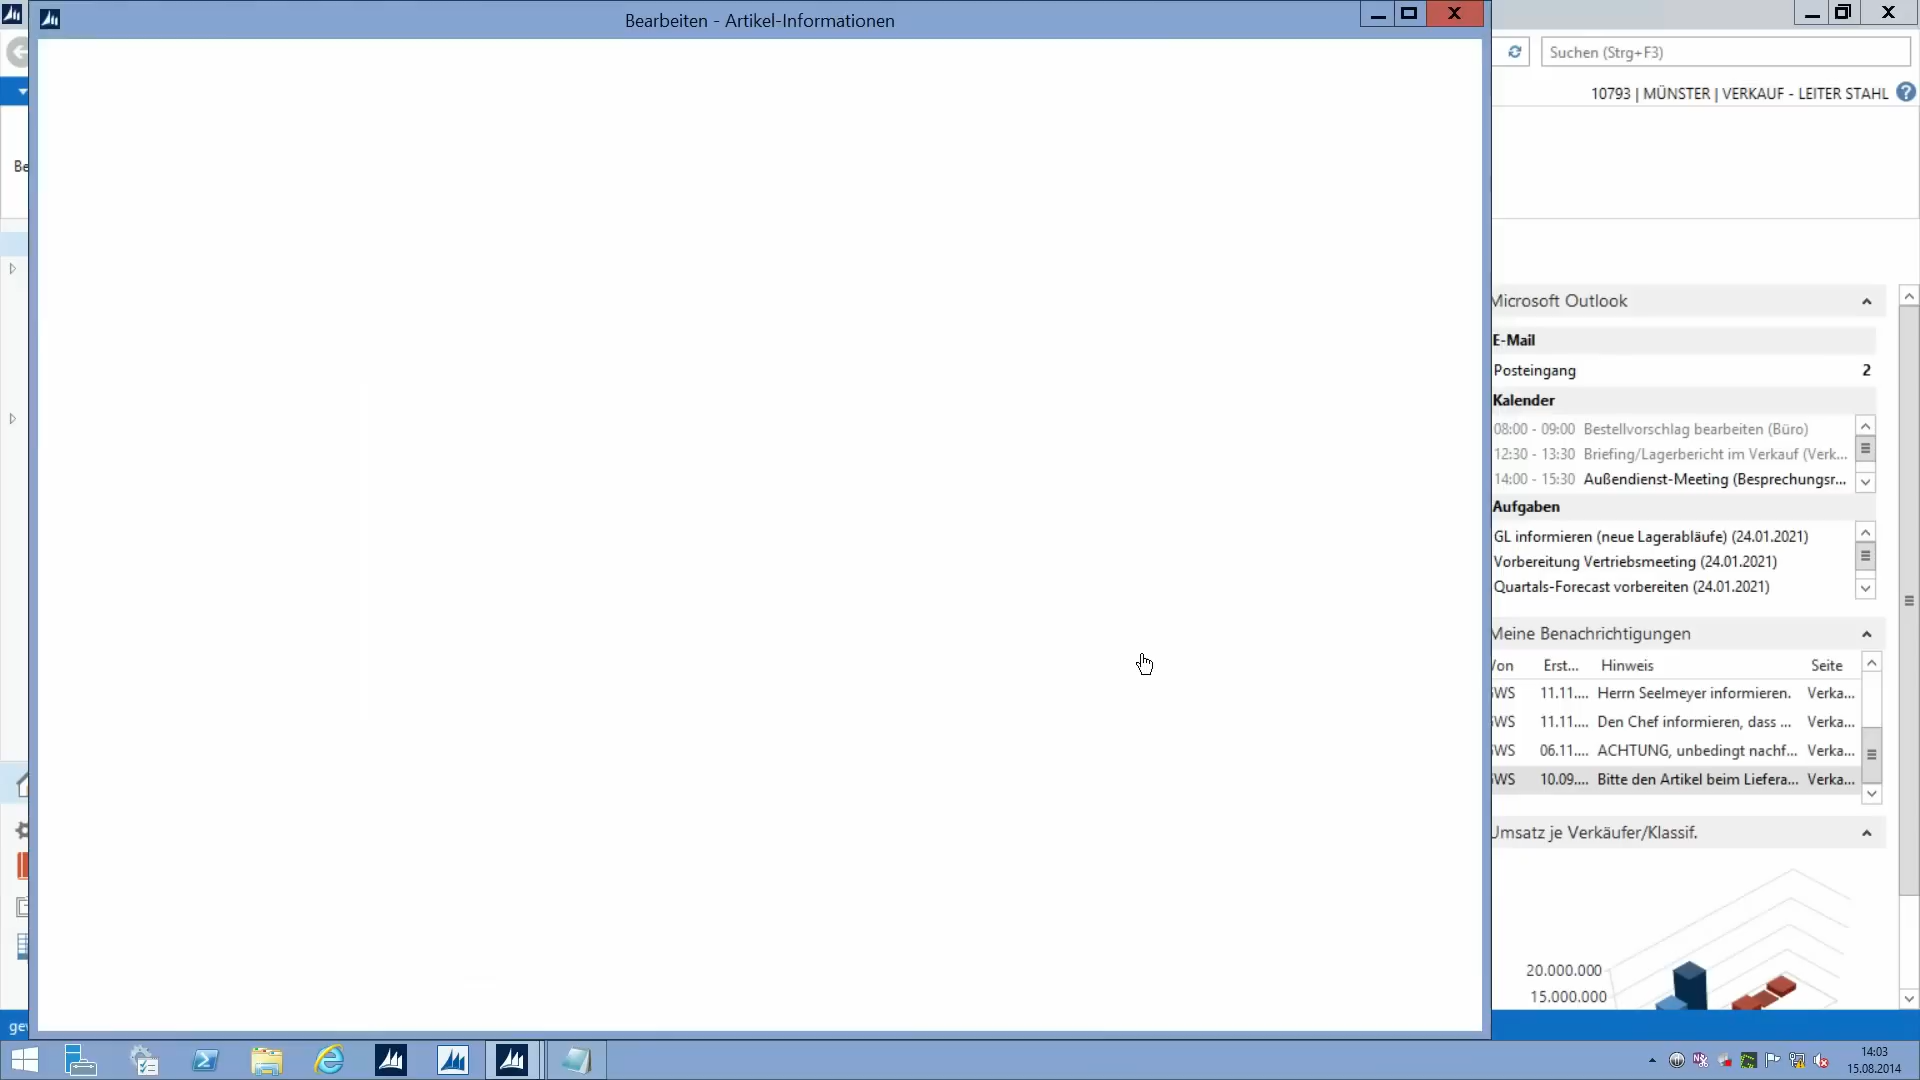 Bearbeiten - Artikel-Informationen
Suchen (Strg+F3)
10793 | MÜNSTER | VERKAUF - LEITER STAHL
Be
Microsoft Outlook
E-Mail
Posteingang 2
Kalender
08:00 - 09:00 Bestellvorschlag bearbeiten (Büro)
12:30 - 13:30 Briefing/Lagerbericht im Verkauf (Verk...
14:00 - 15:30 Außendienst-Meeting (Besprechungsr...
Aufgaben
GL informieren (neue Lagerabläufe) (24.01.2021)
Vorbereitung Vertriebsmeeting (24.01.2021)
Quartals-Forecast vorbereiten (24.01.2021)
Meine Benachrichtigungen
Von Erst... Hinweis Seite
WS 11.11.... Herrn Seelmeyer informieren. Verka...
WS 11.11.... Den Chef informieren, dass ... Verka...
WS 06.11.... ACHTUNG, unbedingt nachf... Verka...
WS 10.09.... Bitte den Artikel beim Liefera... Verka...
Umsatz je Verkäufer/Klassif.
20.000.000
15.000.000
14:03
15.08.2014